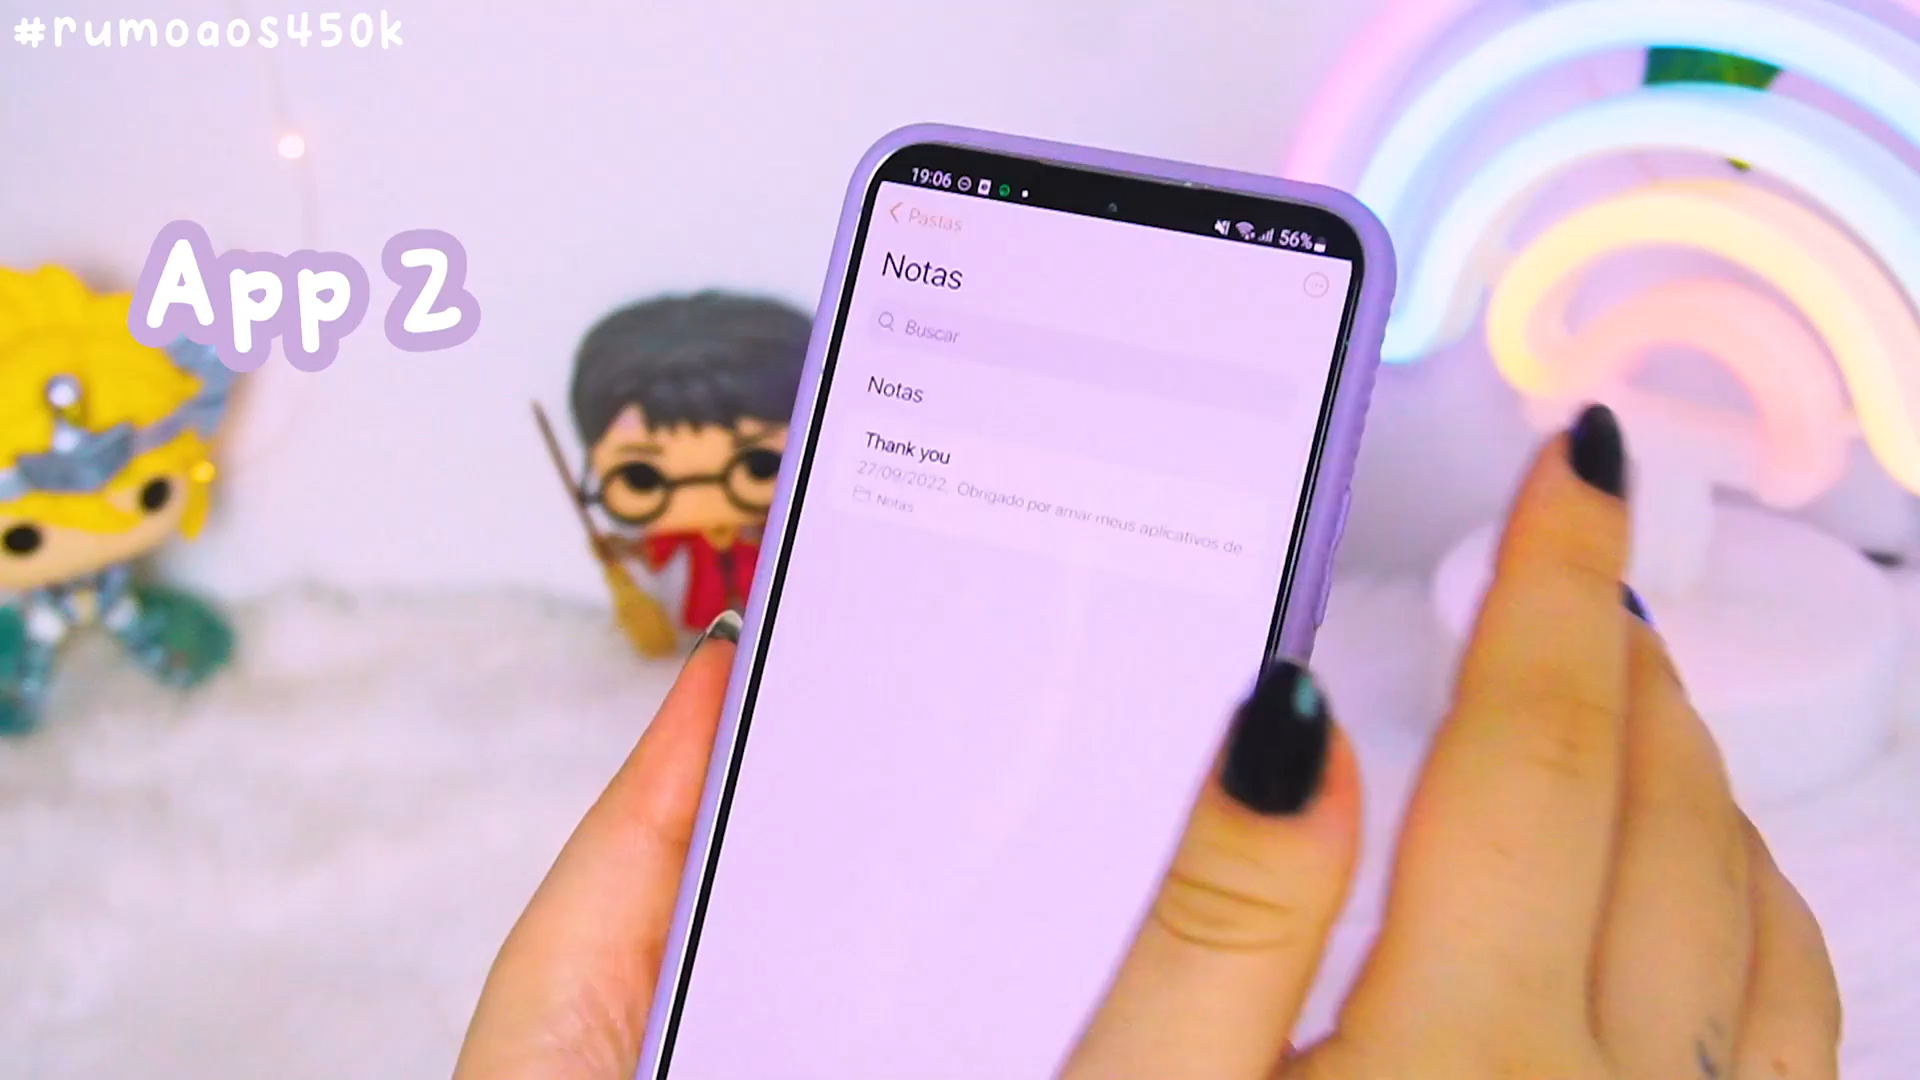 #rumoaos450k
App 2
19:06
56%
Pastas
Notas
Buscar
Notas
Thank you
27/09/2022 Obrigado por amar meus aplicativos de
Notas